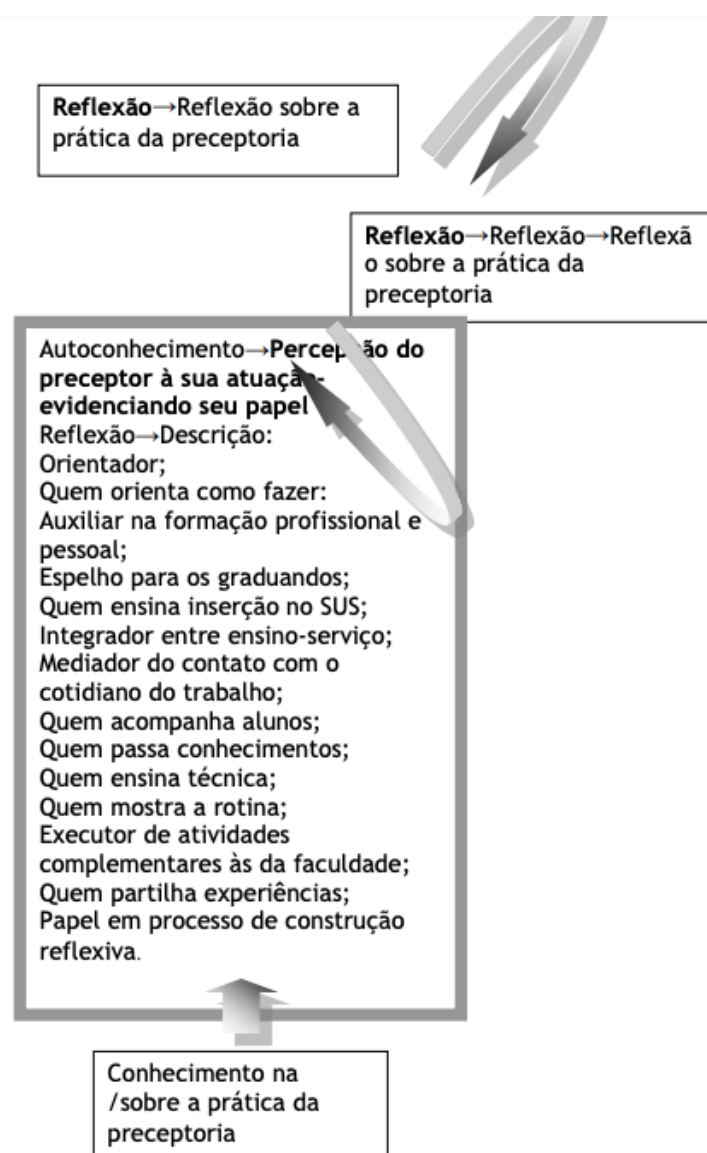 Reflexão→Reflexão sobre a
prática da preceptoria
Reflexão→Reflexão→Reflexã
o sobre a prática da
preceptoria
Autoconhecimento→Percepção do
preceptor à sua atuação-
evidenciando seu papel
Reflexão→Descrição:
Orientador;
Quem orienta como fazer:
Auxiliar na formação profissional e
pessoal;
Espelho para os graduandos;
Quem ensina inserção no SUS;
Integrador entre ensino-serviço;
Mediador do contato com o
cotidiano do trabalho;
Quem acompanha alunos;
Quem passa conhecimentos;
Quem ensina técnica;
Quem mostra a rotina;
Executor de atividades
complementares às da faculdade;
Quem partilha experiências;
Papel em processo de construção
reflexiva.
Conhecimento na
/sobre a prática da
preceptoria